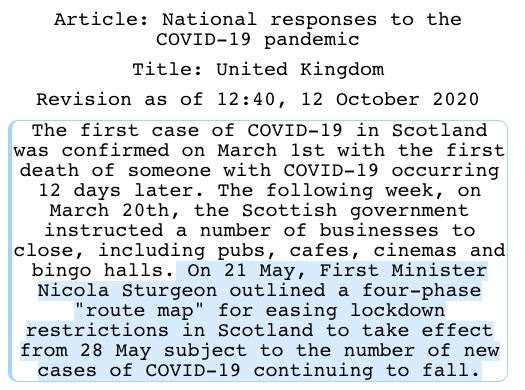 Article: National responses to the
COVID-19 pandemic
Title: United Kingdom
Revision as of 12:40, 12 October 2020
The first case of COVID-19 in Scotland
was confirmed on March 1st with the first
death of someone with COVID-19 occurring
12 days later. The following week, on
March 20th, the Scottish government
instructed a number of businesses to
close, including pubs, cafes, cinemas and
bingo halls. On 21 May, First Minister
Nicola Sturgeon outlined a four-phase
"route map" for easing lockdown
restrictions in Scotland to take effect
from 28 May subject to the number of new
cases of COVID-19 continuing to fall.